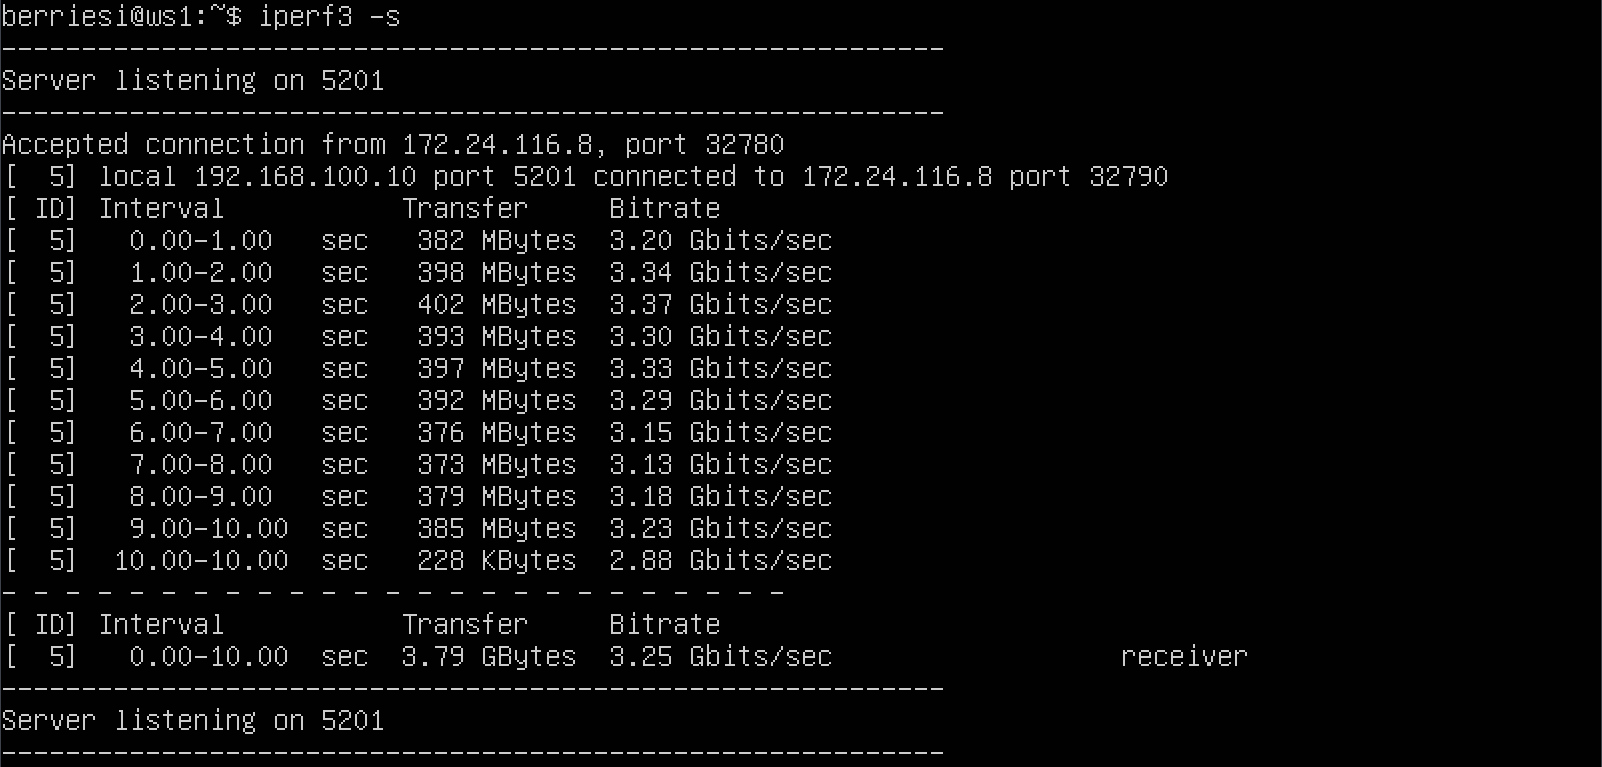 berriesi@ws1:~$ iperf3 -s
-----------------------------------------------------------
Server listening on 5201
-----------------------------------------------------------
Accepted connection from 172.24.116.8, port 32780
[  5] local 192.168.100.10 port 5201 connected to 172.24.116.8 port 32790
[ ID] Interval           Transfer     Bitrate
[  5]   0.00-1.00   sec   382 MBytes  3.20 Gbits/sec
[  5]   1.00-2.00   sec   398 MBytes  3.34 Gbits/sec
[  5]   2.00-3.00   sec   402 MBytes  3.37 Gbits/sec
[  5]   3.00-4.00   sec   393 MBytes  3.30 Gbits/sec
[  5]   4.00-5.00   sec   397 MBytes  3.33 Gbits/sec
[  5]   5.00-6.00   sec   392 MBytes  3.29 Gbits/sec
[  5]   6.00-7.00   sec   376 MBytes  3.15 Gbits/sec
[  5]   7.00-8.00   sec   373 MBytes  3.13 Gbits/sec
[  5]   8.00-9.00   sec   379 MBytes  3.18 Gbits/sec
[  5]   9.00-10.00  sec   385 MBytes  3.23 Gbits/sec
[  5]  10.00-10.00  sec   228 KBytes  2.88 Gbits/sec
- - - - - - - - - - - - - - - - - - - - - - - - -
[ ID] Interval           Transfer     Bitrate
[  5]   0.00-10.00  sec  3.79 GBytes  3.25 Gbits/sec                  receiver
-----------------------------------------------------------
Server listening on 5201
-----------------------------------------------------------